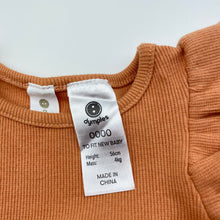 dymples
0000
TO FIT NEW BABY
Height: 56cm
Mass: 4kg
MADE IN
CHINA